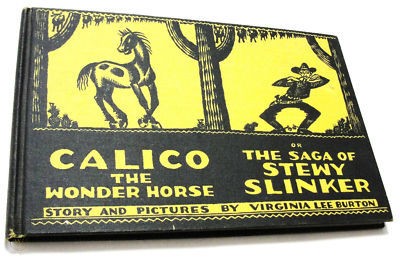 CALICO
THE
WONDER HORSE
OR
THE SAGA OF
STEWY
SLINKER
STORY AND PICTURES BY VIRGINIA LEE BURTON